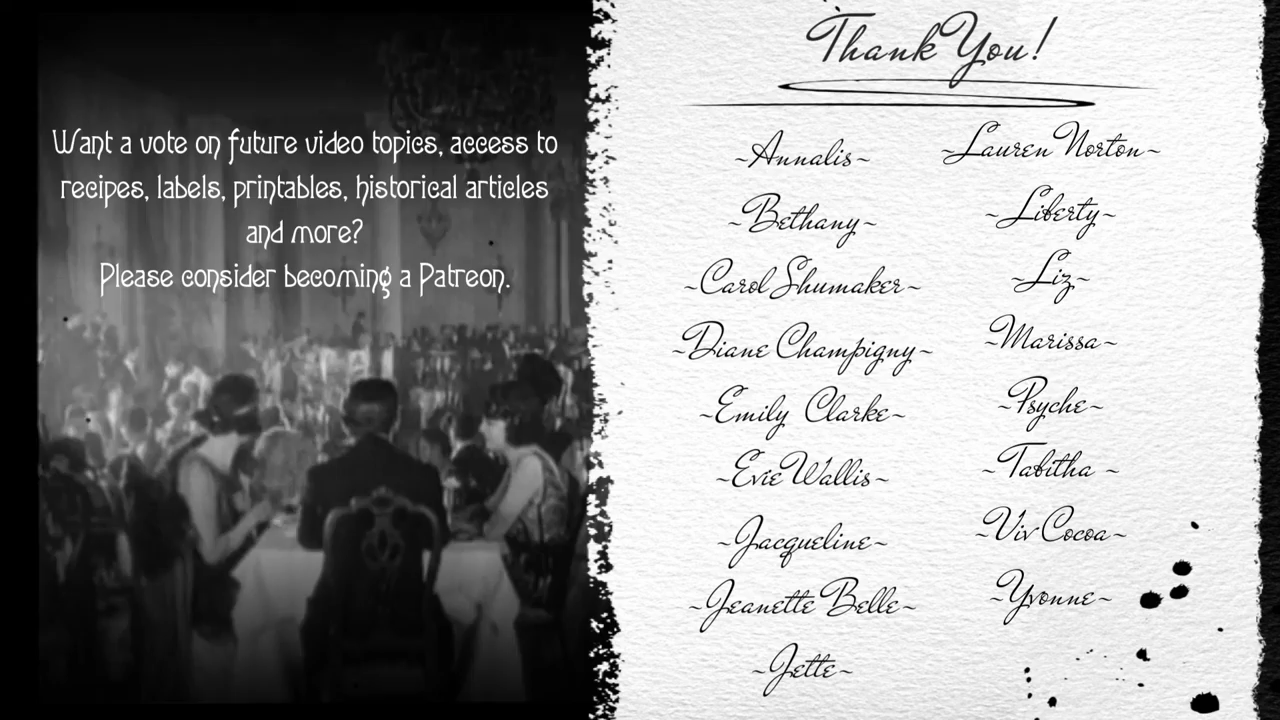 Want a vote on future video topics, access to
recipes, labels, printables, historical articles
and more?
Please consider becoming a Patreon.
Thank You!
~Annalis~
~Bethany~
~Carol Shumaker~
~Diane Champigny~
~Emily Clarke~
~Evie Wallis~
~Jacqueline~
~Jeanette Belle~
~Jette~
~Lauren Norton~
~Liberty~
~Liz~
~Marissa~
~Psyche~
~Tabitha ~
~Viv Cocoa~
~Yvonne~